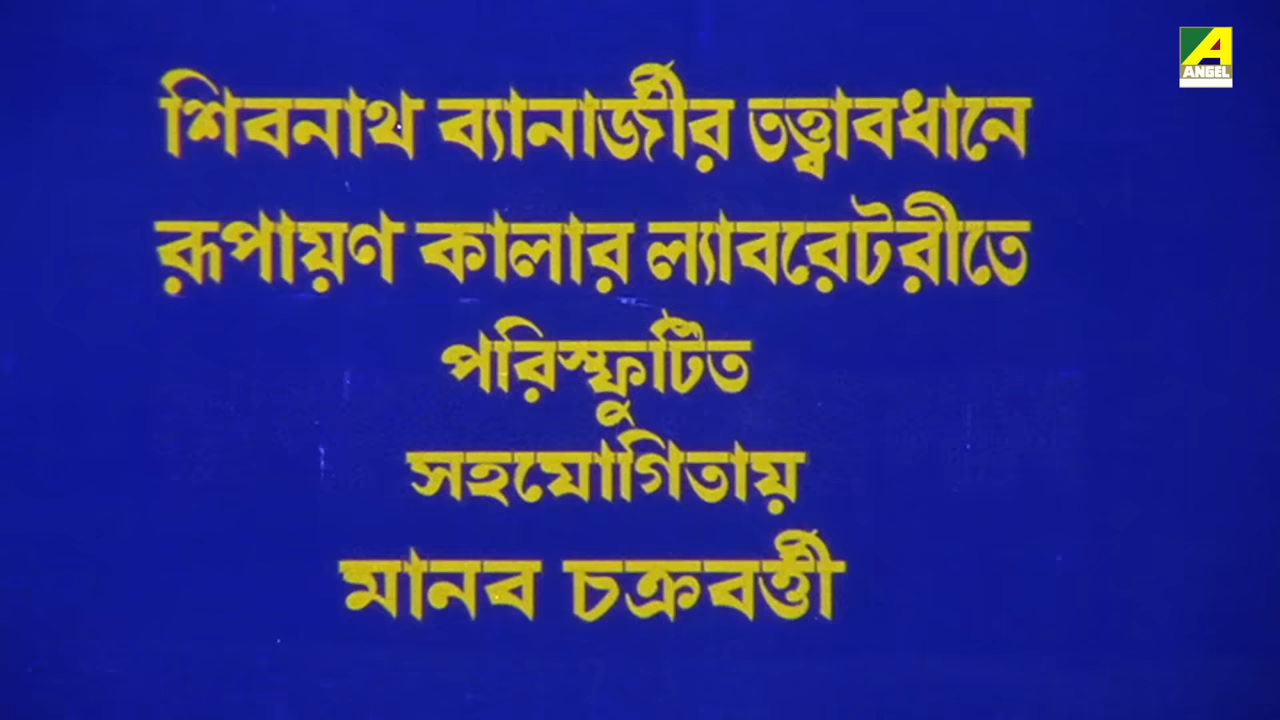 ANGEL
শিবনাথ ব্যানার্জীর তত্ত্বাবধানে
রূপায়ণ কালার ল্যাবরেটরীতে
পরিস্ফুটিত
সহযোগিতায়
মানব চক্রবর্ত্তী